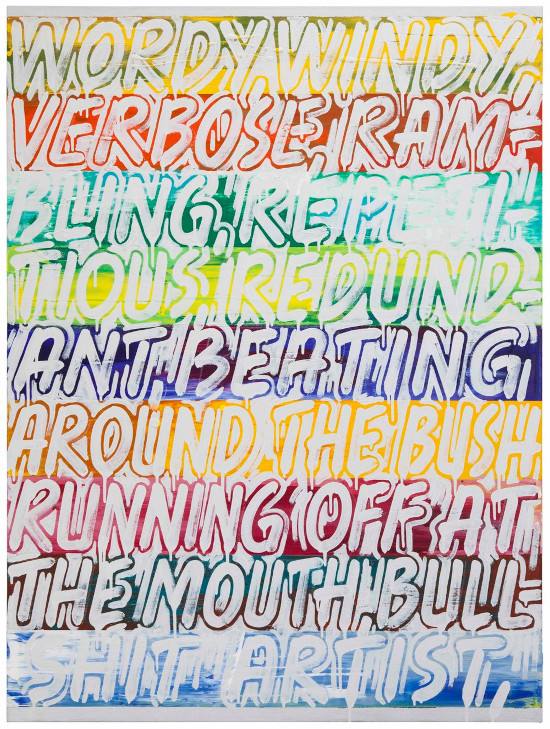 WORDY, WINDY,
VERBOSE, RAM-
BLING, REPETI-
TIOUS, REDUND-
ANT, BEATING
AROUND THE BUSH
RUNNING OFF AT
THE MOUTH, BULL-
SHIT ARTIST,